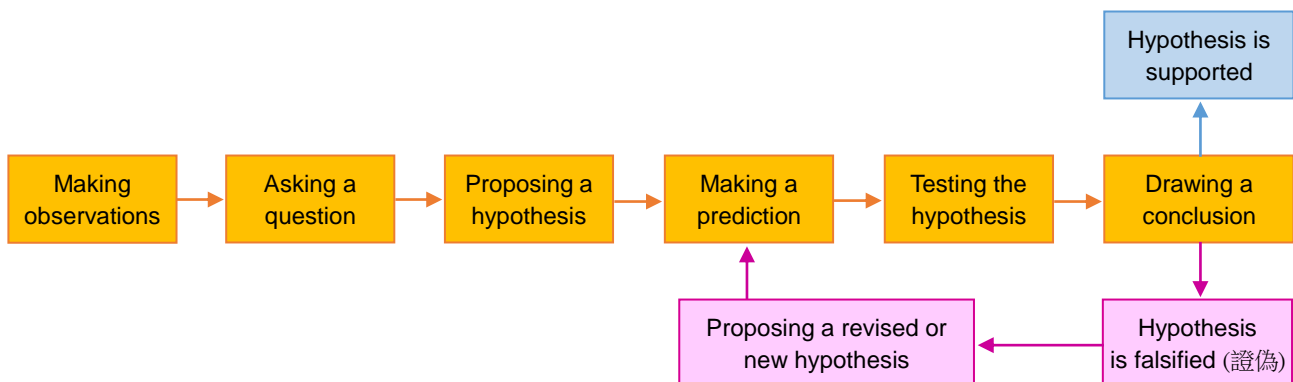 Hypothesis is
supported
Making
observations
Asking a
question
Proposing a
hypothesis
Making a
prediction
Testing the
hypothesis
Drawing a
conclusion
Proposing a revised or
new hypothesis
Hypothesis
is falsified (證偽)